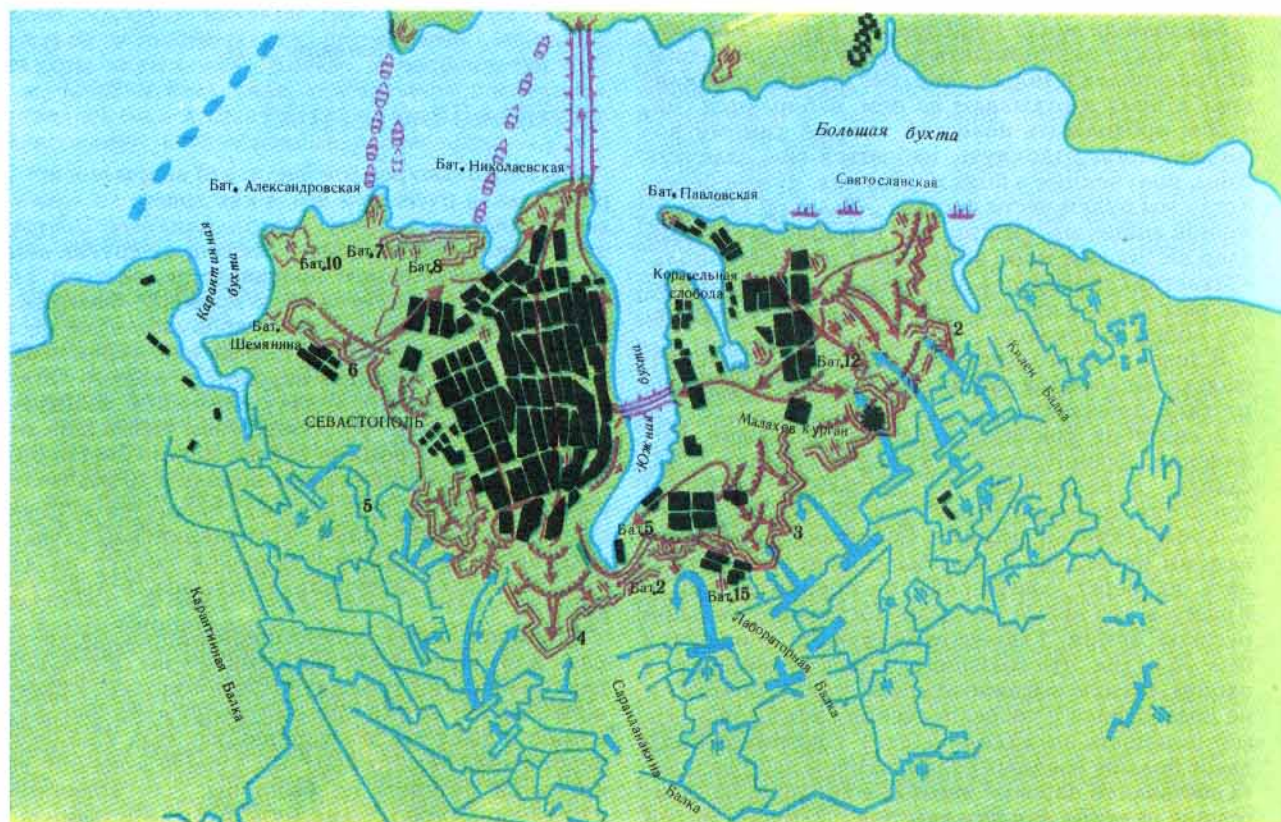 Большая бухта
Бат. Николаевская
Бат. Александровская
Бат. Павловская
Святославская
Карантинная
бухта
Бат. 10
Бат. 7
Бат. 8
Корабельная
слобода
Бат.
Шемякина
6
2
Бат. 12
Килен Балка
СЕВАСТОПОЛЬ
Южная бухта
Малахов курган
5
Бат. 5
3
Бат. 2
Бат. 15
4
Карантинная Балка
Лабораторная Балка
Сарандинакина Балка